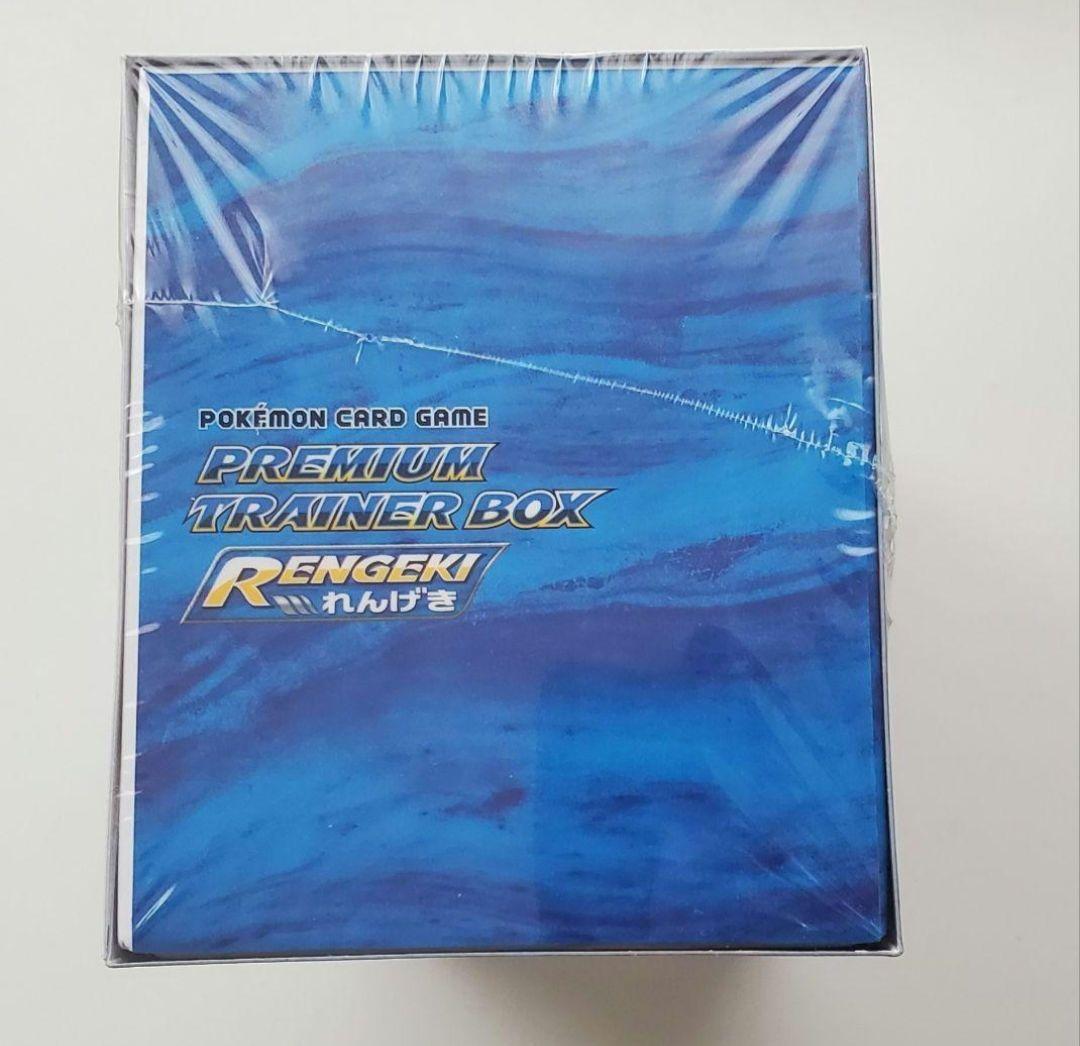 POKÉMON CARD GAME
PREMIUM
TRAINER BOX
RENGEKI
れんげき